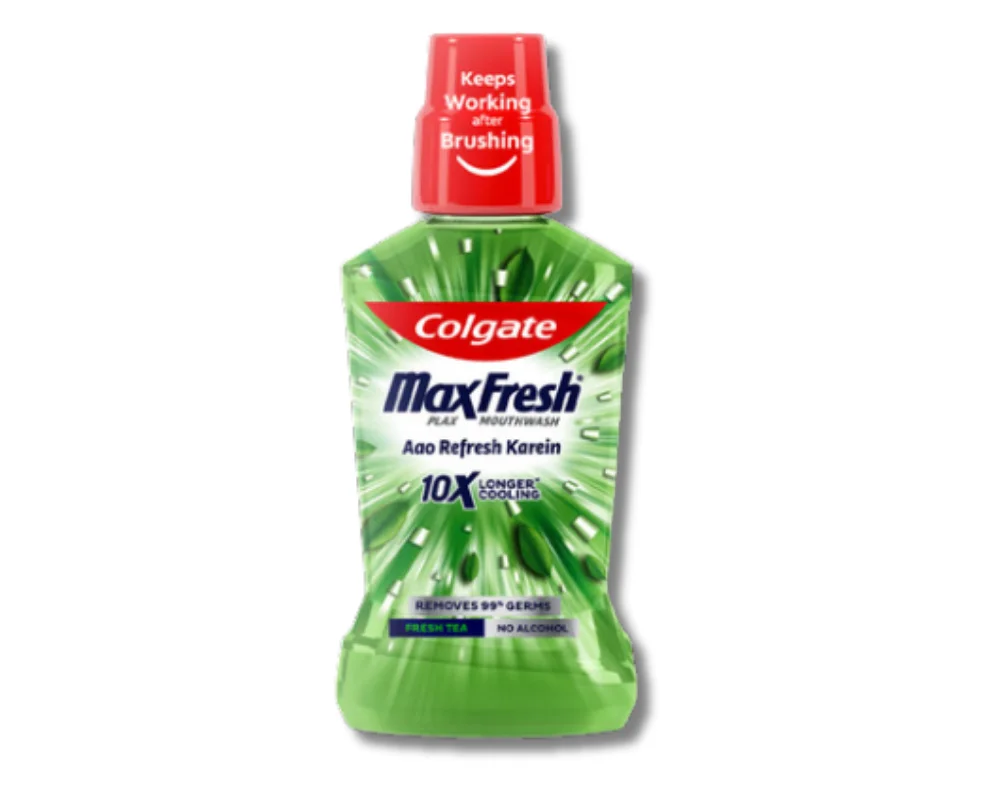 Keeps
Working
after
Brushing
Colgate
MaxFresh®
PLAX MOUTHWASH
Aao Refresh Karein
10X LONGER*
COOLING
REMOVES 99% GERMS
FRESH TEA NO ALCOHOL